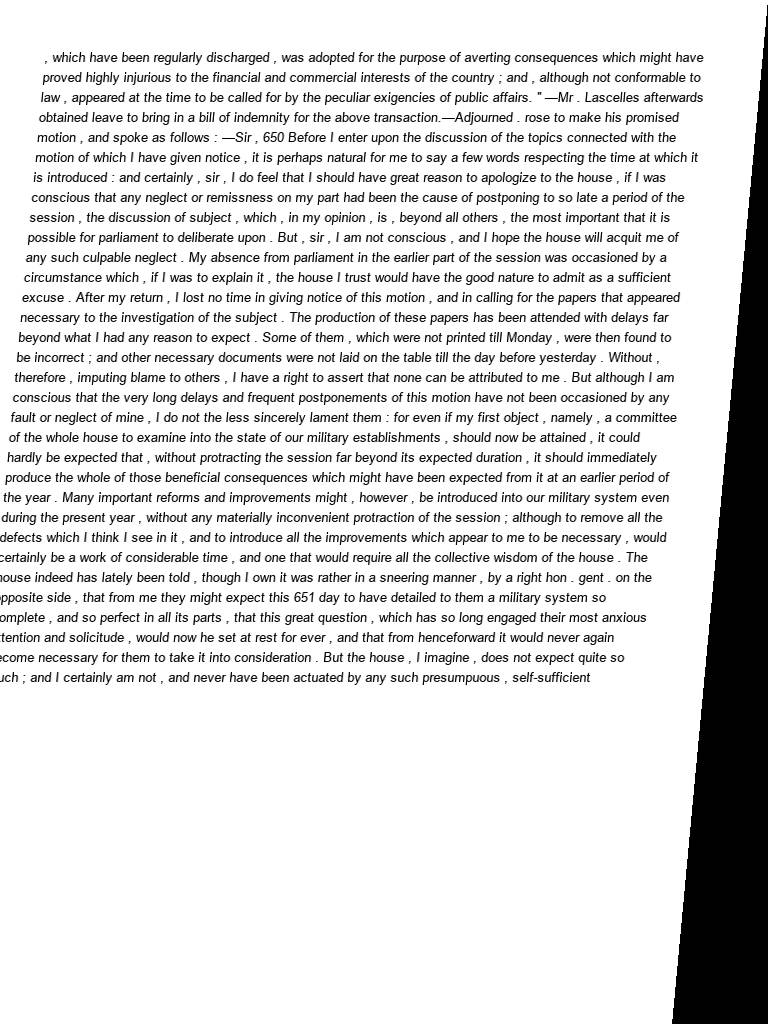 , which have been regularly discharged , was adopted for the purpose of averting consequences which might have
proved highly injurious to the financial and commercial interests of the country ; and , although not conformable to
law , appeared at the time to be called for by the peculiar exigencies of public affairs. " —Mr . Lascelles afterwards
obtained leave to bring in a bill of indemnity for the above transaction.—Adjourned . rose to make his promised
motion , and spoke as follows : —Sir , 650 Before I enter upon the discussion of the topics connected with the
motion of which I have given notice , it is perhaps natural for me to say a few words respecting the time at which it
is introduced : and certainly , sir , I do feel that I should have great reason to apologize to the house , if I was
conscious that any neglect or remissness on my part had been the cause of postponing to so late a period of the
session , the discussion of subject , which , in my opinion , is , beyond all others , the most important that it is
possible for parliament to deliberate upon . But , sir , I am not conscious , and I hope the house will acquit me of
any such culpable neglect . My absence from parliament in the earlier part of the session was occasioned by a
circumstance which , if I was to explain it , the house I trust would have the good nature to admit as a sufficient
excuse . After my return , I lost no time in giving notice of this motion , and in calling for the papers that appeared
necessary to the investigation of the subject . The production of these papers has been attended with delays far
beyond what I had any reason to expect . Some of them , which were not printed till Monday , were then found to
be incorrect ; and other necessary documents were not laid on the table till the day before yesterday . Without ,
therefore , imputing blame to others , I have a right to assert that none can be attributed to me . But although I am
conscious that the very long delays and frequent postponements of this motion have not been occasioned by any
fault or neglect of mine , I do not the less sincerely lament them : for even if my first object , namely , a committee
of the whole house to examine into the state of our military establishments , should now be attained , it could
hardly be expected that , without protracting the session far beyond its expected duration , it should immediately
produce the whole of those beneficial consequences which might have been expected from it at an earlier period of
the year . Many important reforms and improvements might , however , be introduced into our military system even
during the present year , without any materially inconvenient protraction of the session ; although to remove all the
defects which I think I see in it , and to introduce all the improvements which appear to me to be necessary , would
certainly be a work of considerable time , and one that would require all the collective wisdom of the house . The
house indeed has lately been told , though I own it was rather in a sneering manner , by a right hon . gent . on the
opposite side , that from me they might expect this 651 day to have detailed to them a military system so
omplete , and so perfect in all its parts , that this great question , which has so long engaged their most anxious
ttention and solicitude , would now he set at rest for ever , and that from henceforward it would never again
ecome necessary for them to take it into consideration . But the house , I imagine , does not expect quite so
uch ; and I certainly am not , and never have been actuated by any such presumpuous , self-sufficient